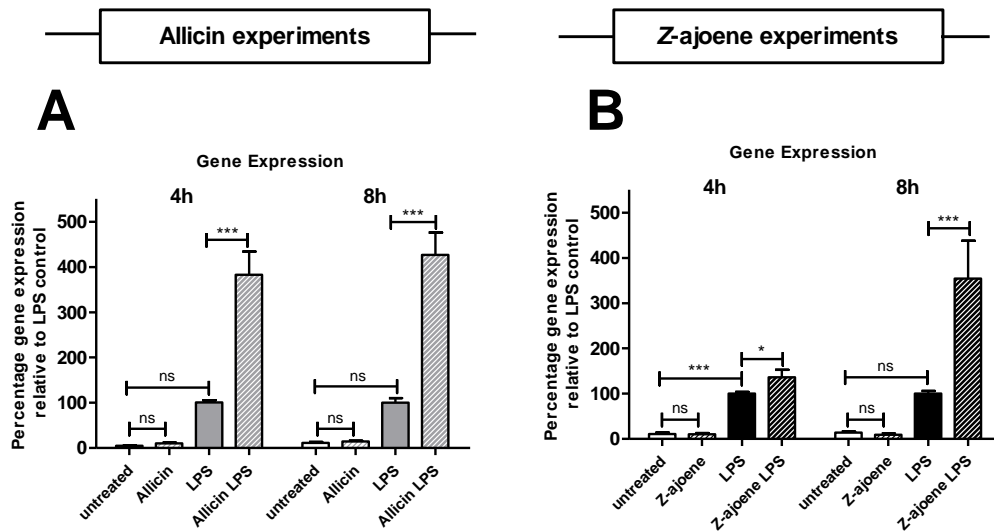 Allicin experiments
Z-ajoene experiments
A
Gene Expression
4h
8h
Percentage gene expression
relative to LPS control
500
400
300
200
100
0
ns
ns
***
ns
ns
***
untreated
Allicin
LPS
Allicin LPS
untreated
Allicin
LPS
Allicin LPS
B
Gene Expression
4h
8h
Percentage gene expression
relative to LPS control
500
400
300
200
100
0
ns
***
*
ns
ns
***
untreated
Z-ajoene
LPS
Z-ajoene LPS
untreated
Z-ajoene
LPS
Z-ajoene LPS